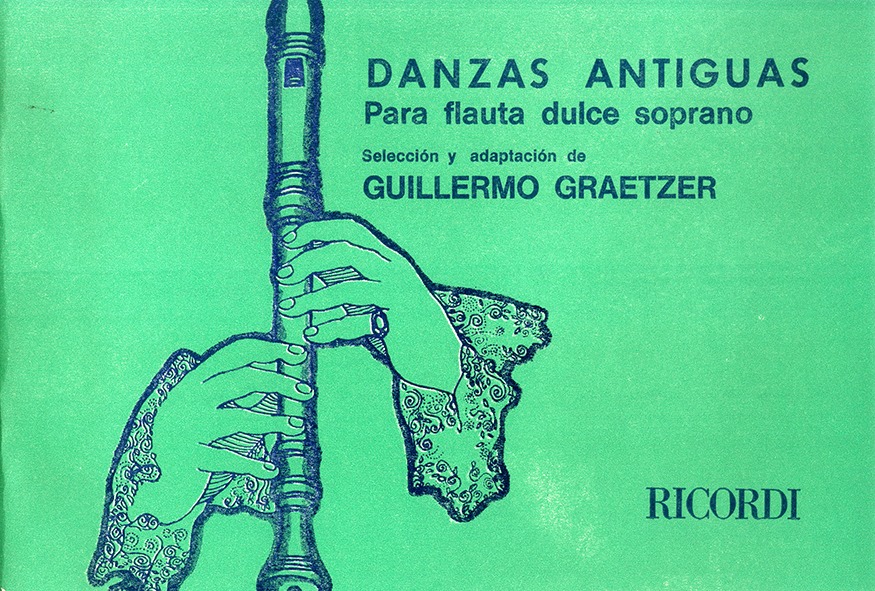 DANZAS ANTIGUAS
Para flauta dulce soprano
Selección y adaptación de
GUILLERMO GRAETZER
RICORDI